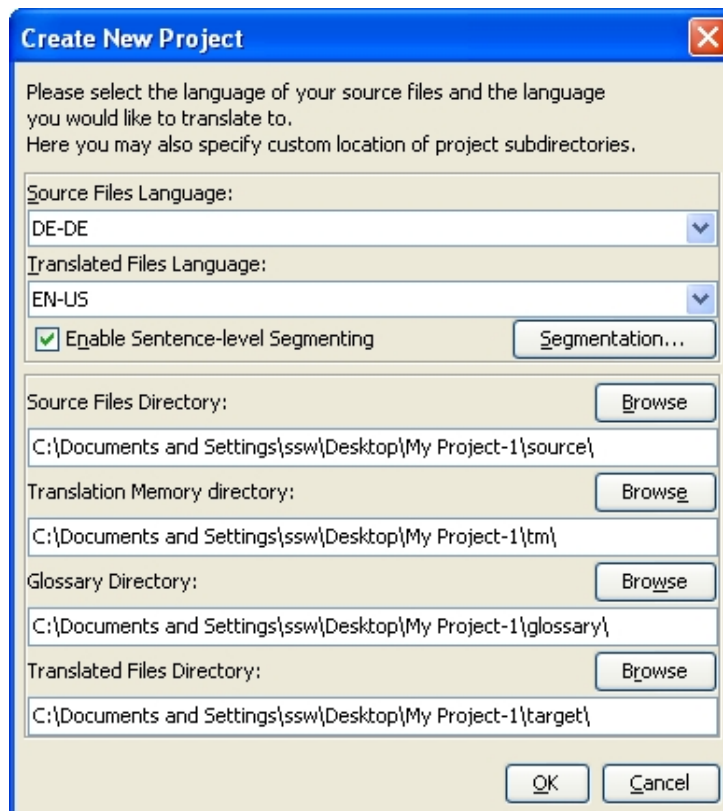 Create New Project
Please select the language of your source files and the language
you would like to translate to.
Here you may also specify custom location of project subdirectories.
Source Files Language:
DE-DE
Translated Files Language:
EN-US
Enable Sentence-level Segmenting
Segmentation...
Source Files Directory:
Browse
C:\Documents and Settings\ssw\Desktop\My Project-1\source\
Translation Memory directory:
Browse
C:\Documents and Settings\ssw\Desktop\My Project-1\tm\
Glossary Directory:
Browse
C:\Documents and Settings\ssw\Desktop\My Project-1\glossary\
Translated Files Directory:
Browse
C:\Documents and Settings\ssw\Desktop\My Project-1\target\
OK
Cancel